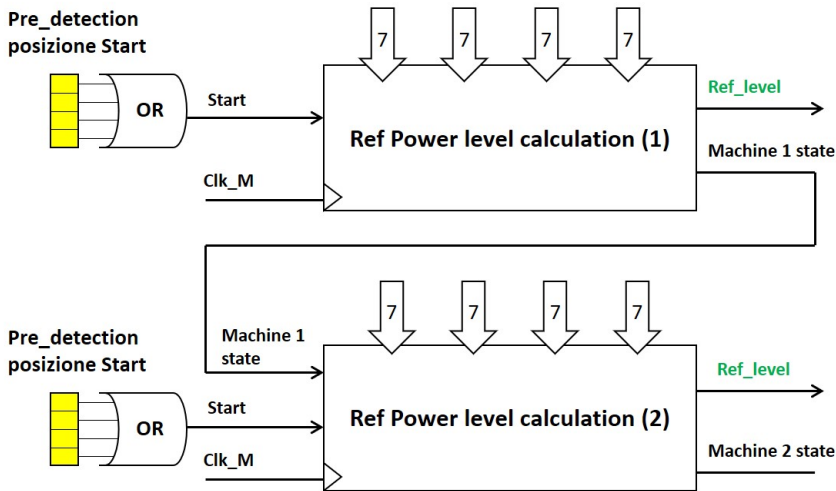 Pre_detection
posizione Start
OR
Start
Clk_M
7 7 7 7
Ref Power level calculation (1)
Ref_level
Machine 1 state
Pre_detection
posizione Start
OR
Machine 1
state
Start
Clk_M
7 7 7 7
Ref Power level calculation (2)
Ref_level
Machine 2 state